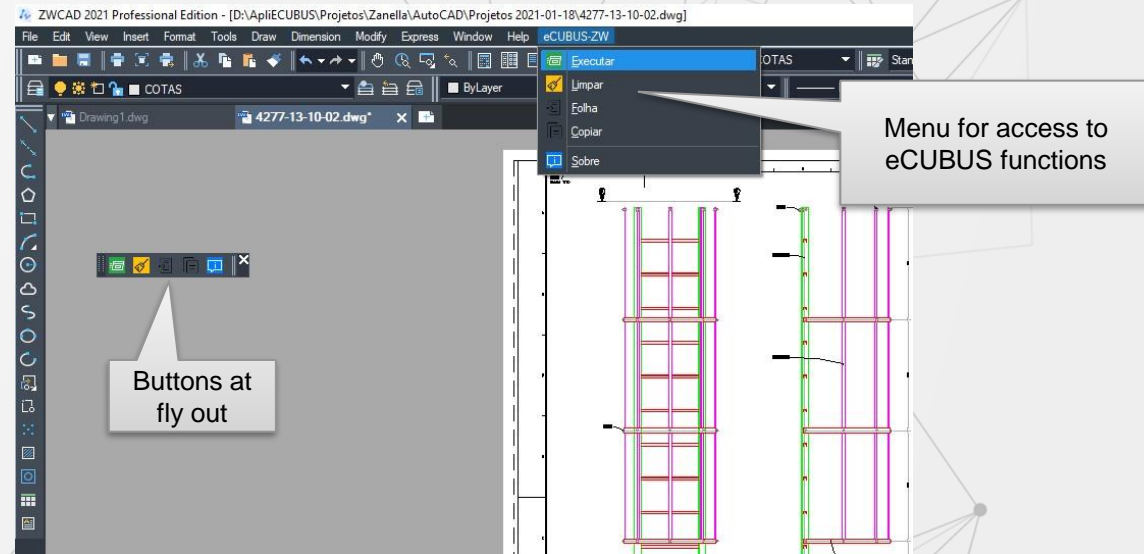 ZWCAD 2021 Professional Edition - [D:\ApliECUBUS\Projetos\Zanella\AutoCAD\Projetos 2021-01-18\4277-13-10-02.dwg]
File Edit View Insert Format Tools Draw Dimension Modify Express Window Help eCUBUS-ZW
Executar
OTAS
Stan
COTAS
ByLayer
Limpar
Drawing1.dwg
4277-13-10-02.dwg*
Folha
Copiar
Sobre
Menu for access to
eCUBUS functions
Buttons at
fly out